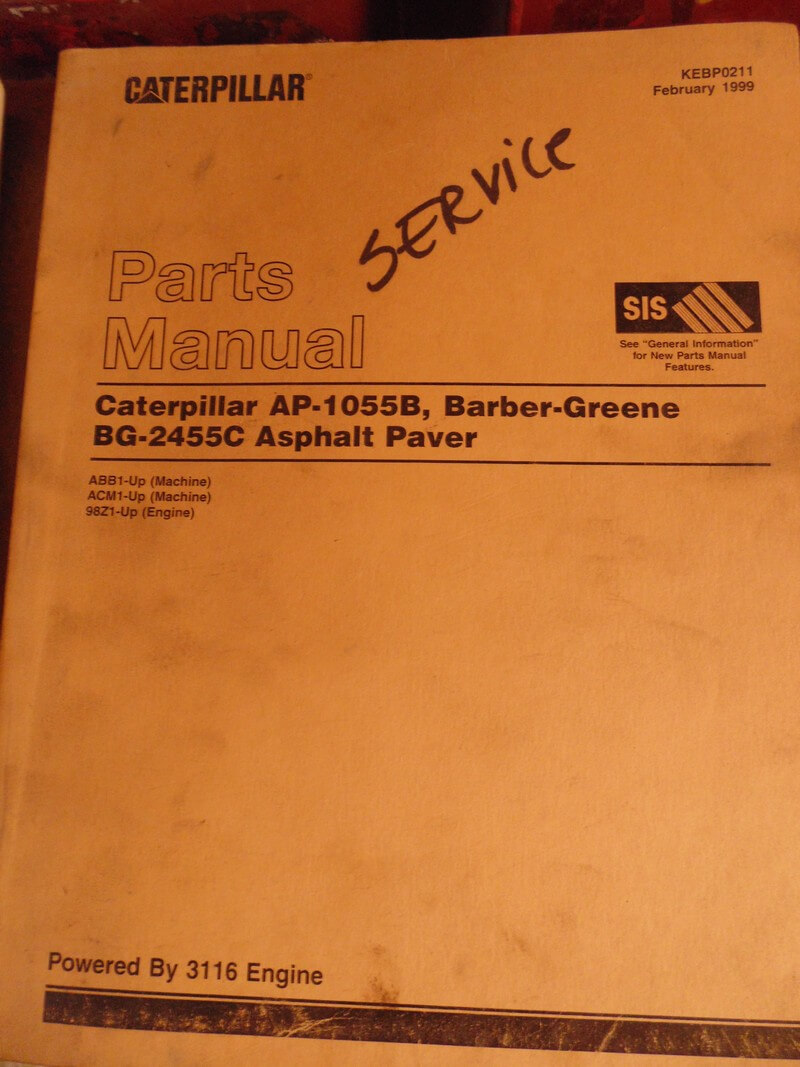 CATERPILLAR®
KEBP0211
February 1999
SERVICE
Parts
Manual
SIS
See "General Information"
for New Parts Manual
Features.
Caterpillar AP-1055B, Barber-Greene
BG-2455C Asphalt Paver
ABB1-Up (Machine)
ACM1-Up (Machine)
98Z1-Up (Engine)
Powered By 3116 Engine